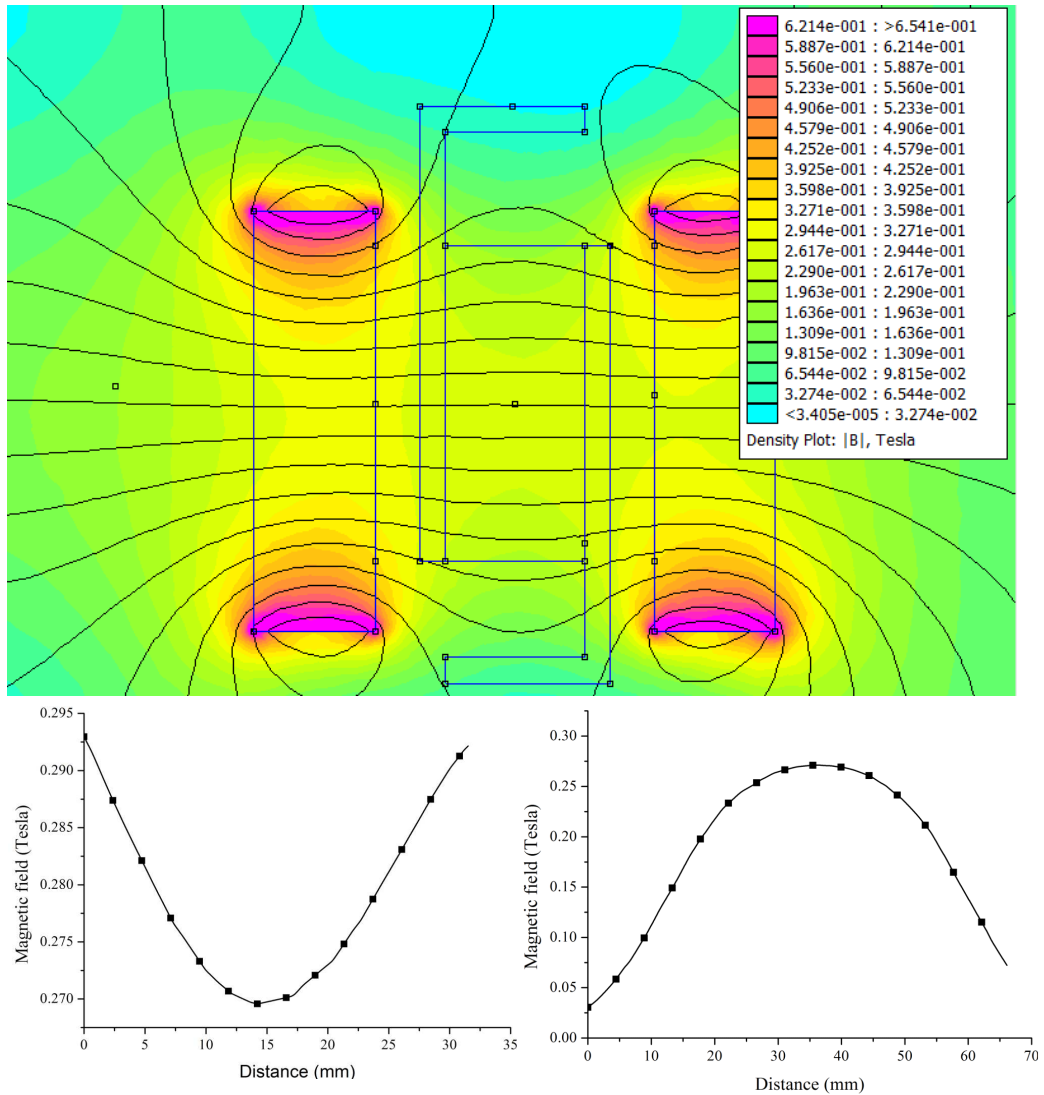 6.214e-001 : >6.541e-001
5.887e-001 : 6.214e-001
5.560e-001 : 5.887e-001
5.233e-001 : 5.560e-001
4.906e-001 : 5.233e-001
4.579e-001 : 4.906e-001
4.252e-001 : 4.579e-001
3.925e-001 : 4.252e-001
3.598e-001 : 3.925e-001
3.271e-001 : 3.598e-001
2.944e-001 : 3.271e-001
2.617e-001 : 2.944e-001
2.290e-001 : 2.617e-001
1.963e-001 : 2.290e-001
1.636e-001 : 1.963e-001
1.309e-001 : 1.636e-001
9.815e-002 : 1.309e-001
6.544e-002 : 9.815e-002
3.274e-002 : 6.544e-002
<3.405e-005 : 3.274e-002
Density Plot: |B|, Tesla
0.295
0.290
0.285
0.280
0.275
0.270
Magnetic field (Tesla)
0 5 10 15 20 25 30 35
Distance (mm)
0.30
0.25
0.20
0.15
0.10
0.05
0.00
Magnetic field (Tesla)
0 10 20 30 40 50 60 70
Distance (mm)